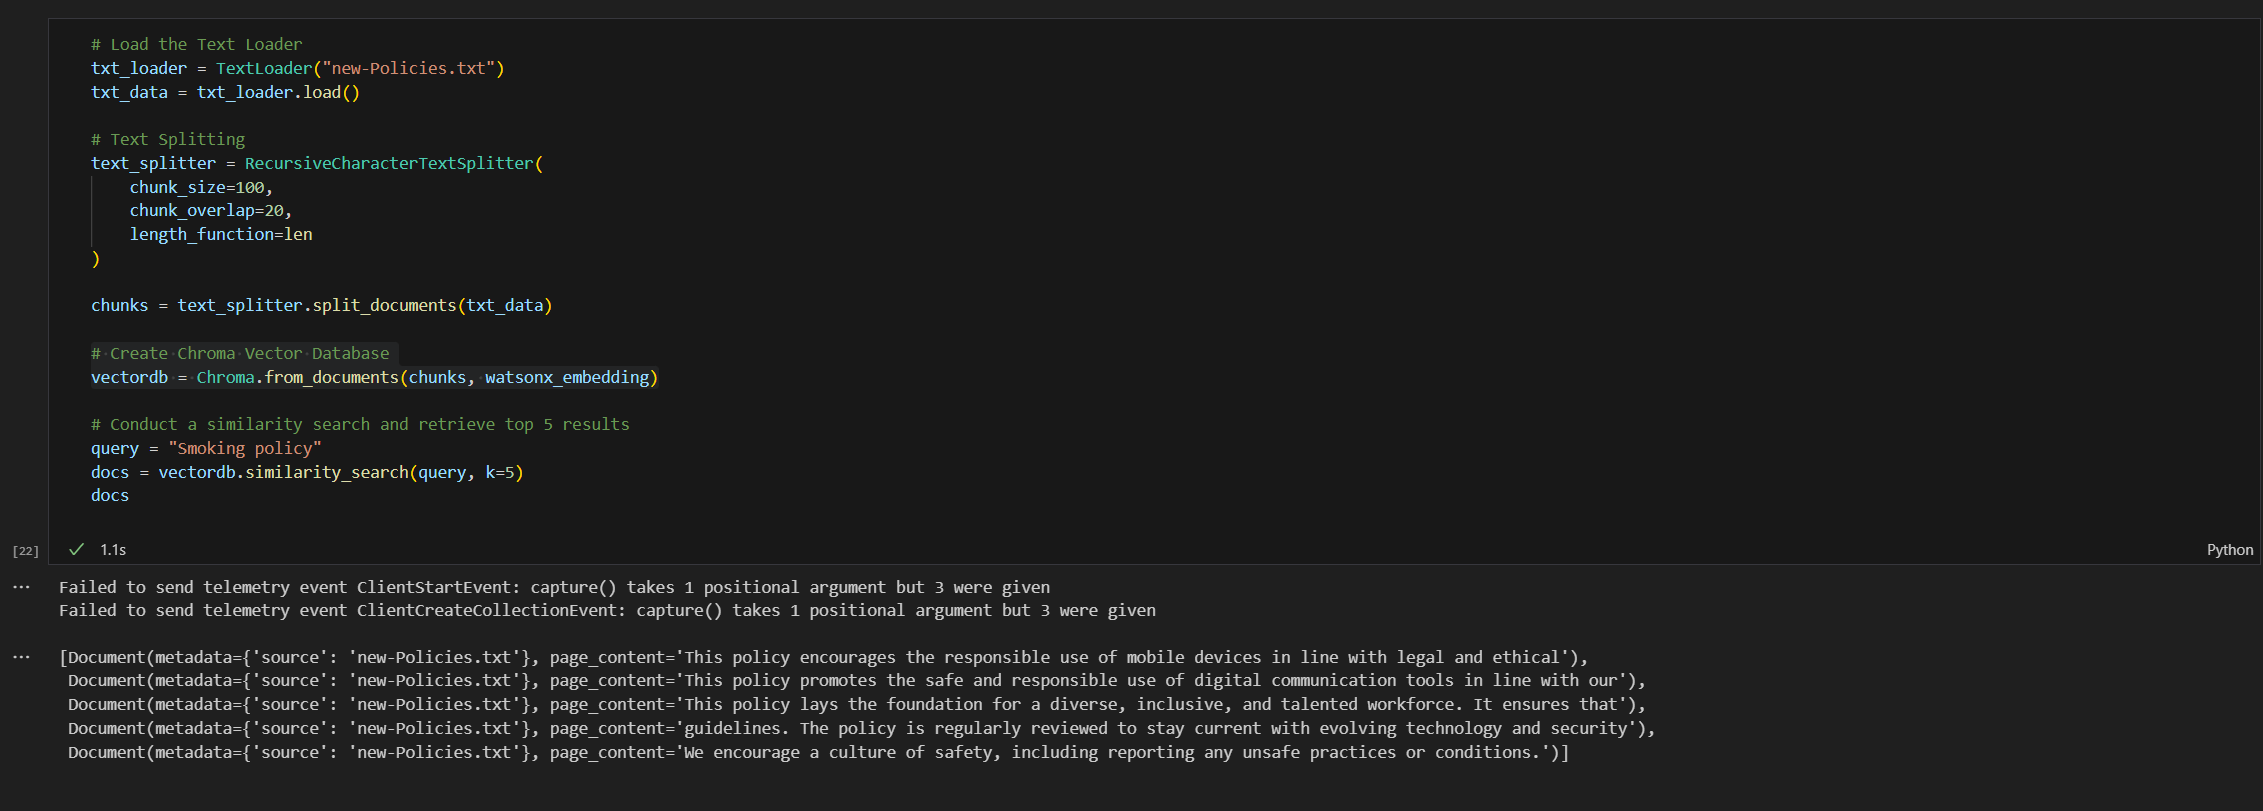 # Load the Text Loader
txt_loader = TextLoader("new-Policies.txt")
txt_data = txt_loader.load()
# Text Splitting
text_splitter = RecursiveCharacterTextSplitter(
    chunk_size=100,
    chunk_overlap=20,
    length_function=len
)
chunks = text_splitter.split_documents(txt_data)
# Create Chroma Vector Database
vectordb = Chroma.from_documents(chunks, watsonx_embedding)
# Conduct a similarity search and retrieve top 5 results
query = "Smoking policy"
docs = vectordb.similarity_search(query, k=5)
docs
[22] ✓ 1.1s Python
... Failed to send telemetry event ClientStartEvent: capture() takes 1 positional argument but 3 were given
Failed to send telemetry event ClientCreateCollectionEvent: capture() takes 1 positional argument but 3 were given
... [Document(metadata={'source': 'new-Policies.txt'}, page_content='This policy encourages the responsible use of mobile devices in line with legal and ethical'),
Document(metadata={'source': 'new-Policies.txt'}, page_content='This policy promotes the safe and responsible use of digital communication tools in line with our'),
Document(metadata={'source': 'new-Policies.txt'}, page_content='This policy lays the foundation for a diverse, inclusive, and talented workforce. It ensures that'),
Document(metadata={'source': 'new-Policies.txt'}, page_content='guidelines. The policy is regularly reviewed to stay current with evolving technology and security'),
Document(metadata={'source': 'new-Policies.txt'}, page_content='We encourage a culture of safety, including reporting any unsafe practices or conditions.')]